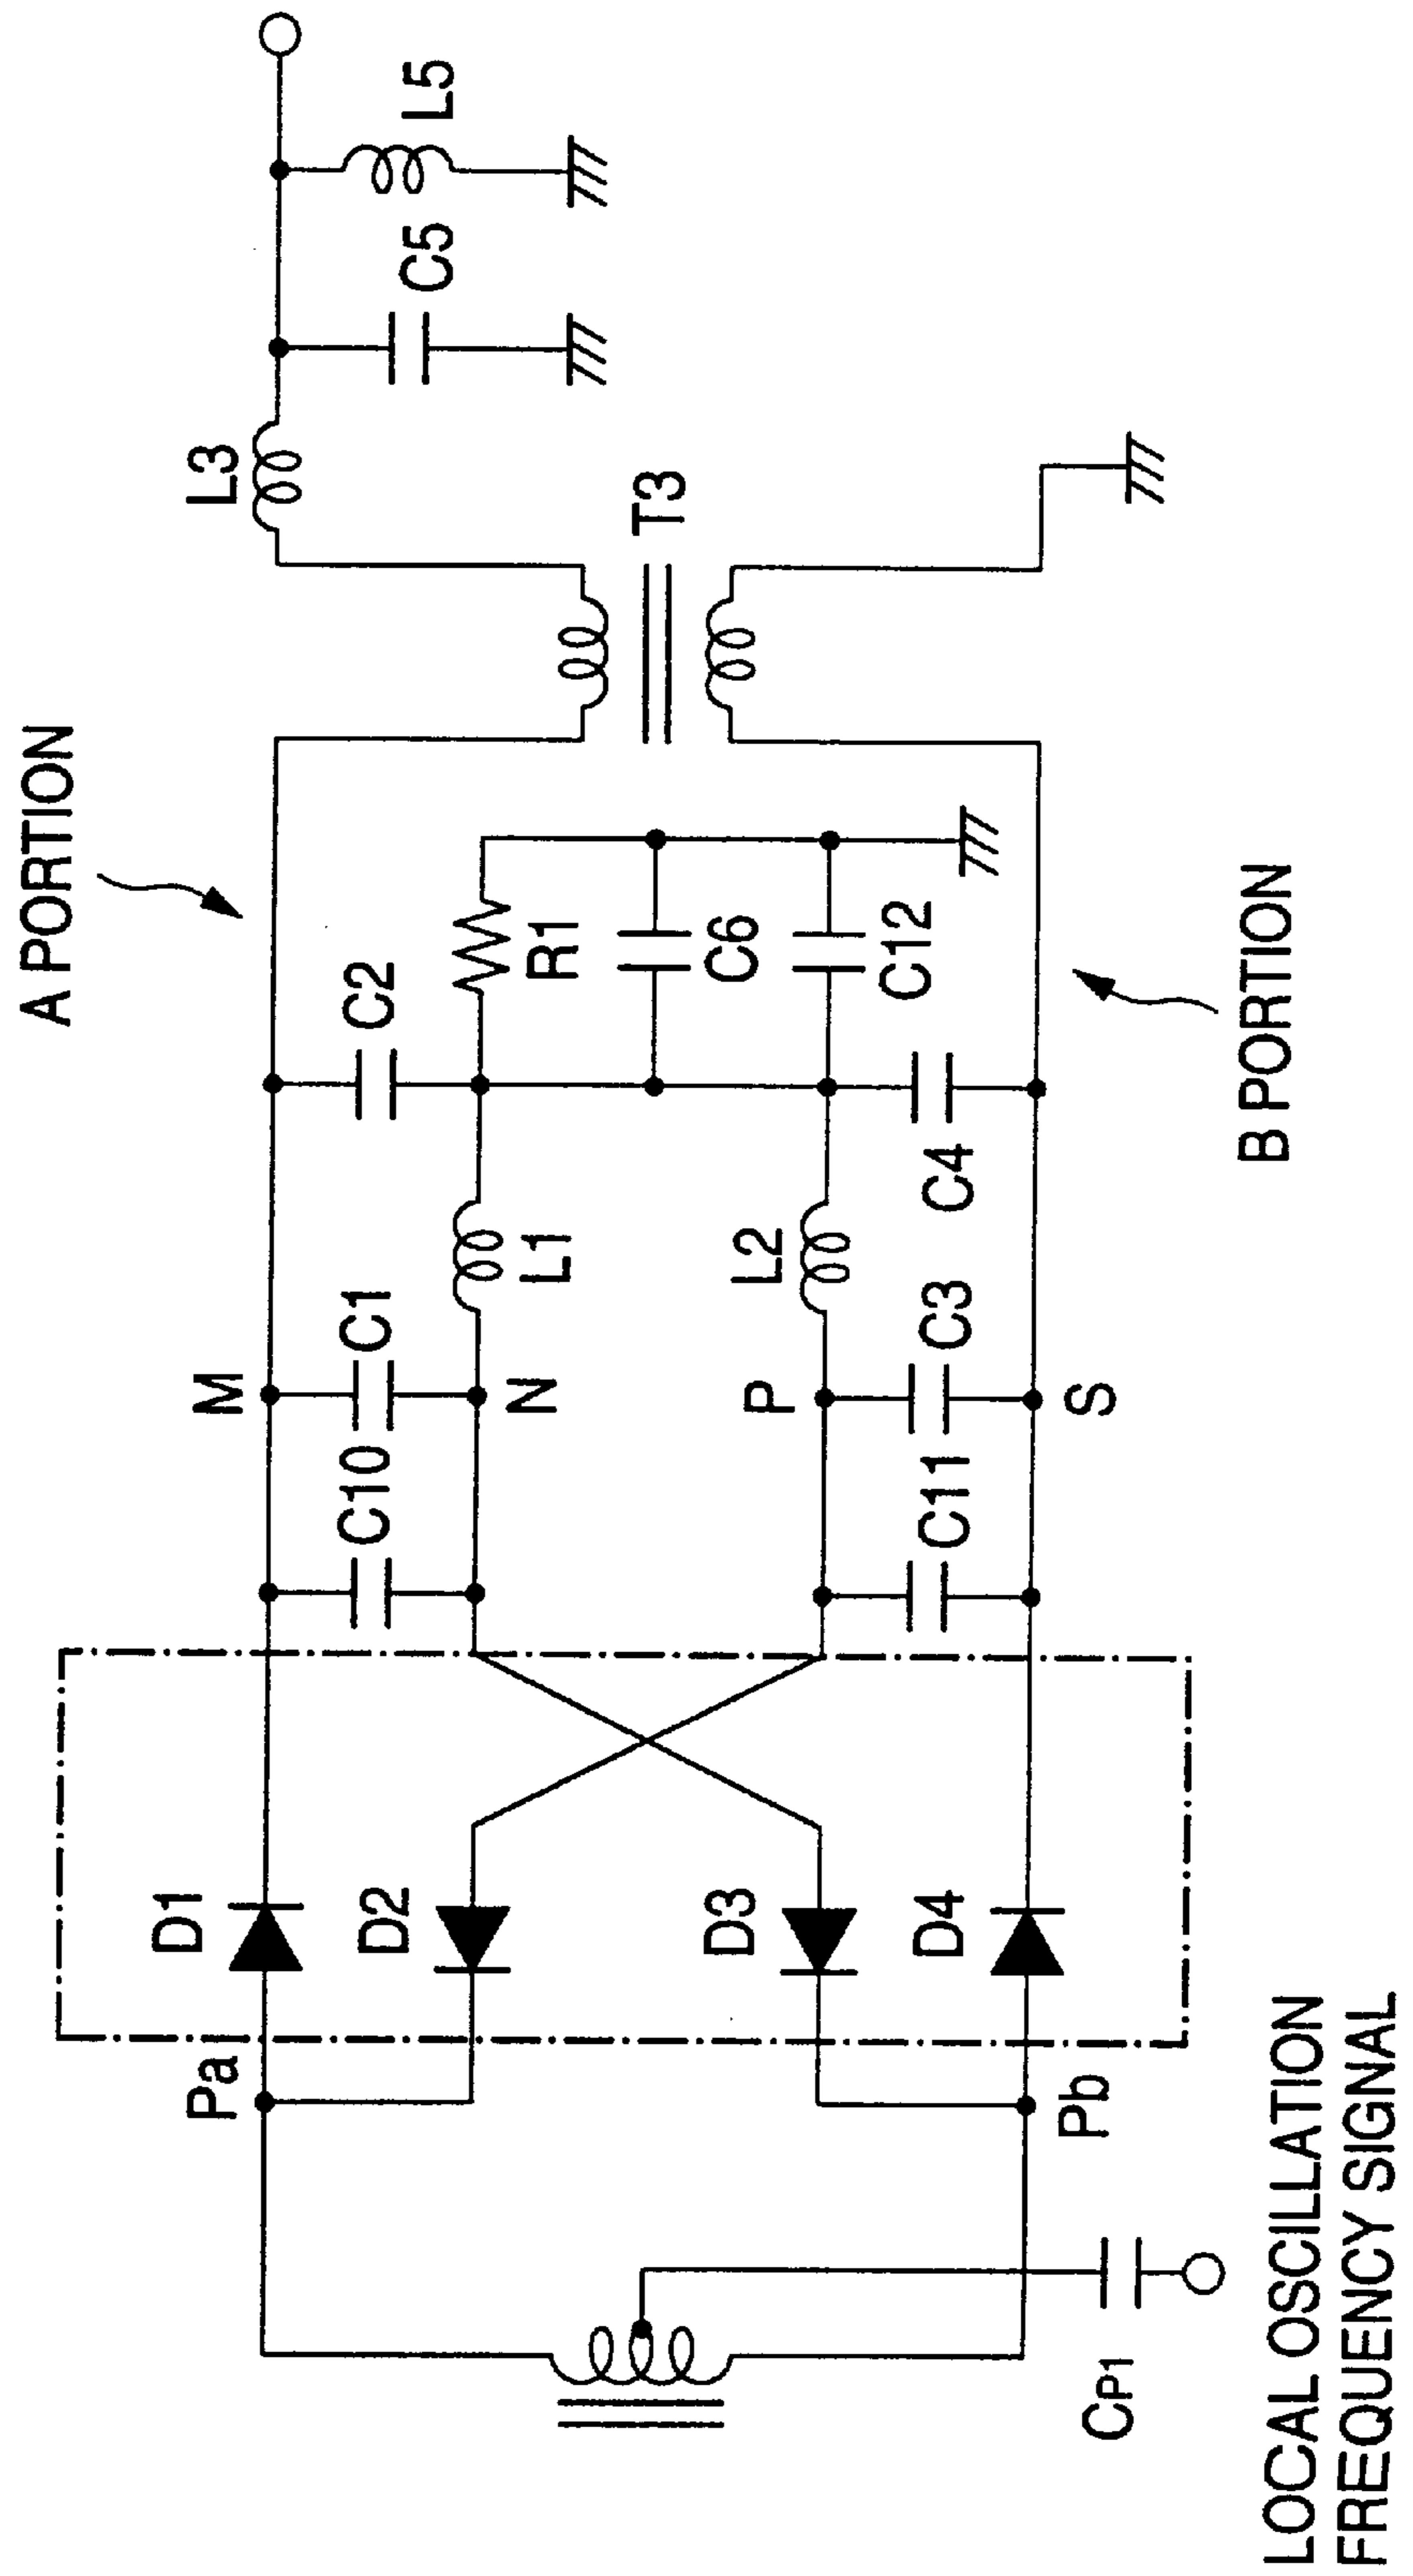 A PORTION
L3
L5
C5
T3
C2
R1
C6
C12
C4
M
C1
C10
N
L1
L2
P
C3
C11
S
B PORTION
D1
D2
D3
D4
Pa
Pb
CP1
LOCAL OSCILLATION
FREQUENCY SIGNAL